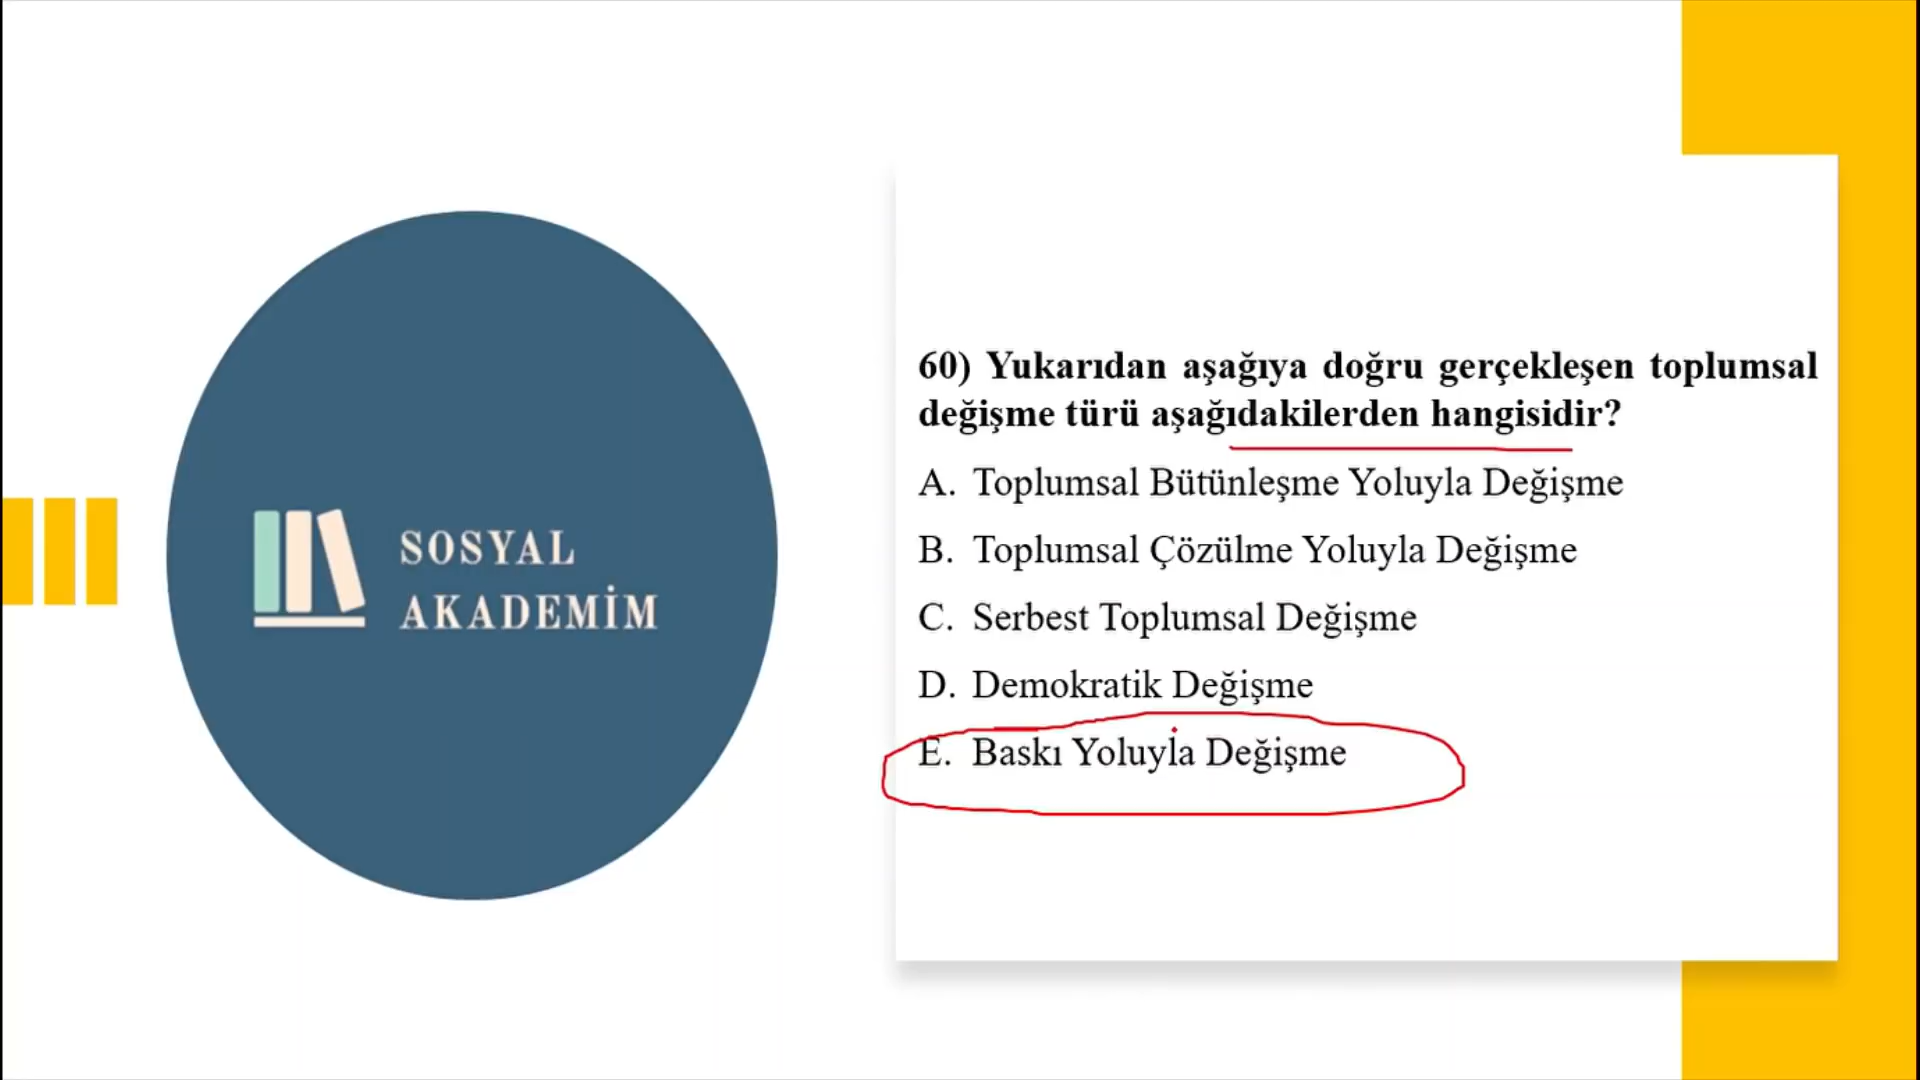 SOSYAL
AKADEMİM
60) Yukarıdan aşağıya doğru gerçekleşen toplumsal
değişme türü aşağıdakilerden hangisidir?
A. Toplumsal Bütünleşme Yoluyla Değişme
B. Toplumsal Çözülme Yoluyla Değişme
C. Serbest Toplumsal Değişme
D. Demokratik Değişme
E. Baskı Yoluyla Değişme